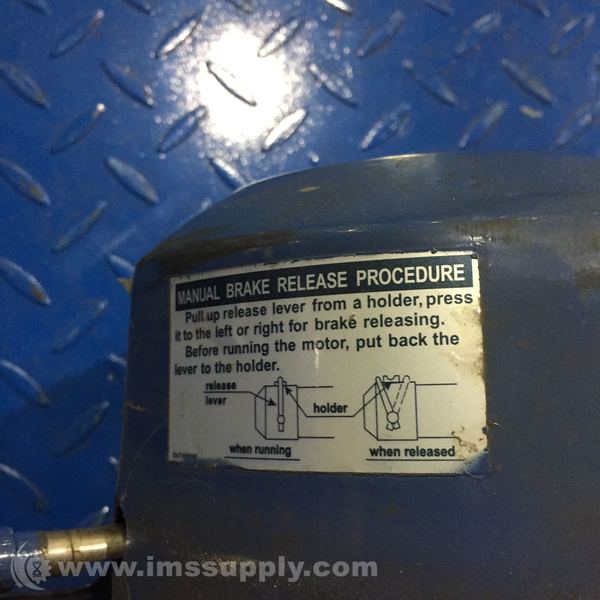 MANUAL BRAKE RELEASE PROCEDURE
Pull up release lever from a holder, press
it to the left or right for brake releasing.
Before running the motor, put back the
lever to the holder.
release
lever
holder
when running
when released
www.imssupply.com/